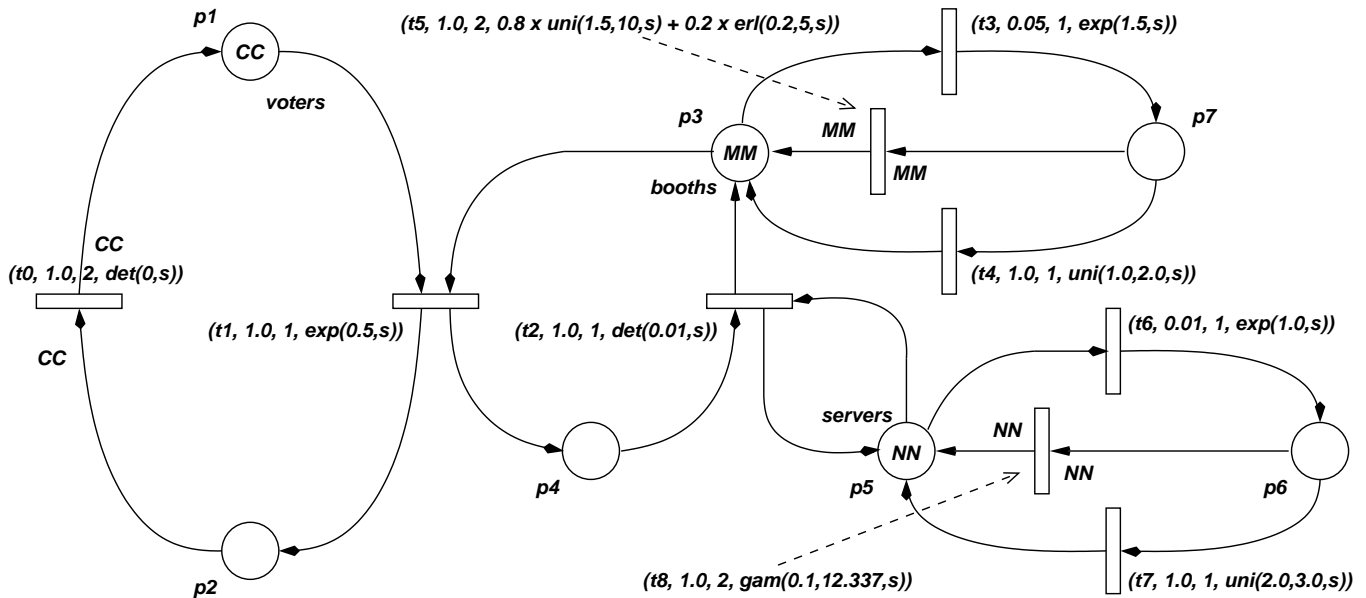 p1
(t5, 1.0, 2, 0.8 x uni(1.5,10,s) + 0.2 x erl(0.2,5,s))
(t3, 0.05, 1, exp(1.5,s))
CC
voters
p3
MM
p7
MM
MM
booths
CC
(t0, 1.0, 2, det(0,s))
(t4, 1.0, 1, uni(1.0,2.0,s))
(t1, 1.0, 1, exp(0.5,s))
(t2, 1.0, 1, det(0.01,s))
(t6, 0.01, 1, exp(1.0,s))
CC
servers
NN
NN
NN
p4
p5
p6
p2
(t8, 1.0, 2, gam(0.1,12.337,s))
(t7, 1.0, 1, uni(2.0,3.0,s))